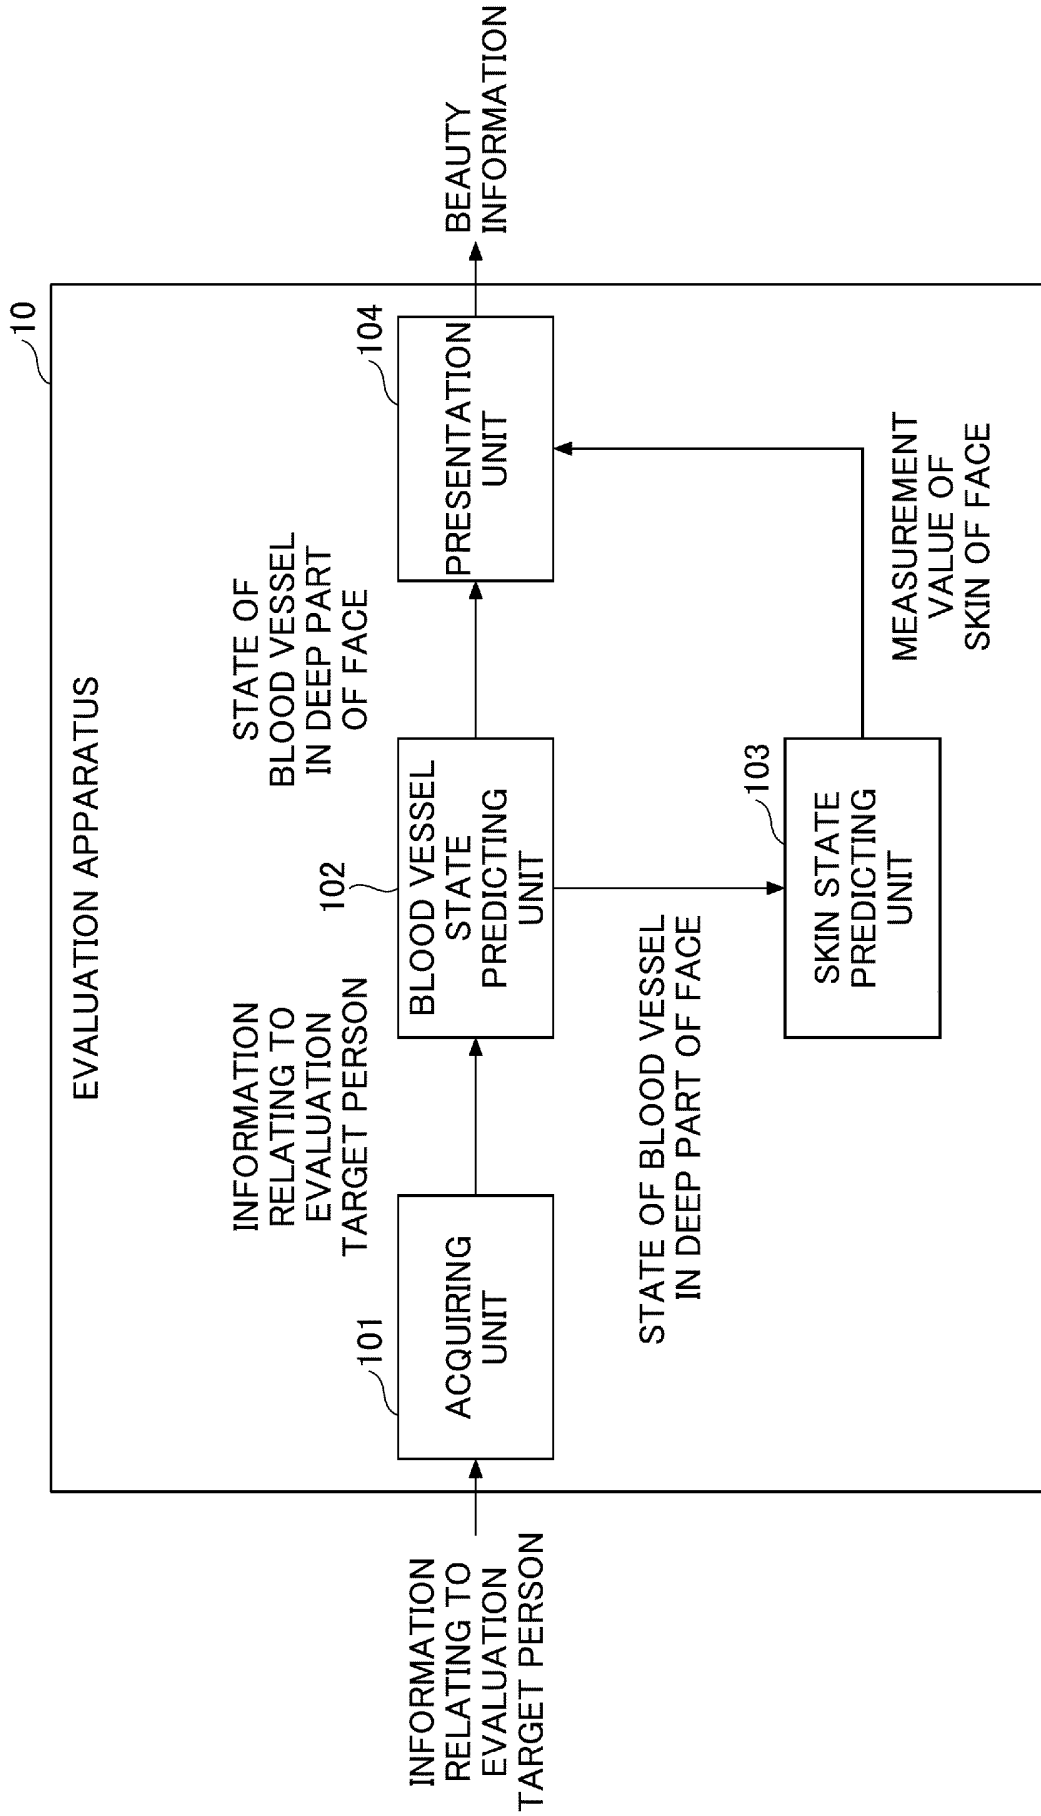 10
EVALUATION APPARATUS
INFORMATION
RELATING TO
EVALUATION
TARGET PERSON
101
ACQUIRING
UNIT
INFORMATION
RELATING TO
EVALUATION
TARGET PERSON
102
BLOOD VESSEL
STATE
PREDICTING
UNIT
STATE OF
BLOOD VESSEL
IN DEEP PART
OF FACE
104
PRESENTATION
UNIT
BEAUTY
INFORMATION
STATE OF BLOOD VESSEL
IN DEEP PART OF FACE
103
SKIN STATE
PREDICTING
UNIT
MEASUREMENT
VALUE OF
SKIN OF FACE